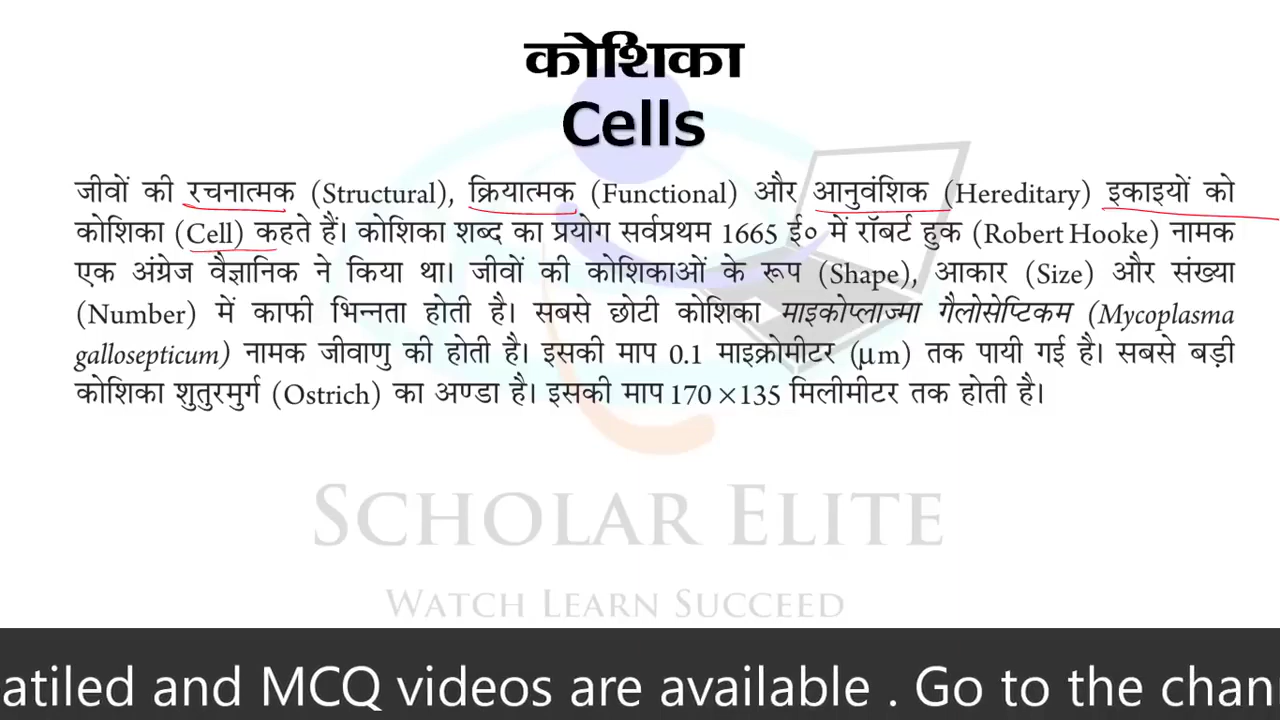 कोशिका
Cells
जीवों की रचनात्मक (Structural), क्रियात्मक (Functional) और आनुवंशिक (Hereditary) इकाइयों को
कोशिका (Cell) कहते हैं। कोशिका शब्द का प्रयोग सर्वप्रथम 1665 ई० में रॉबर्ट हुक (Robert Hooke) नामक
एक अंग्रेज वैज्ञानिक ने किया था। जीवों की कोशिकाओं के रूप (Shape), आकार (Size) और संख्या
(Number) में काफी भिन्नता होती है। सबसे छोटी कोशिका माइकोप्लाज्मा गैलोसेप्टिकम (Mycoplasma
gallosepticum) नामक जीवाणु की होती है। इसकी माप 0.1 माइक्रोमीटर (μm) तक पायी गई है। सबसे बड़ी
कोशिका शुतुरमुर्ग (Ostrich) का अण्डा है। इसकी माप 170 × 135 मिलीमीटर तक होती है।
SCHOLAR ELITE
WATCH LEARN SUCCEED
atiled and MCQ videos are available . Go to the chan